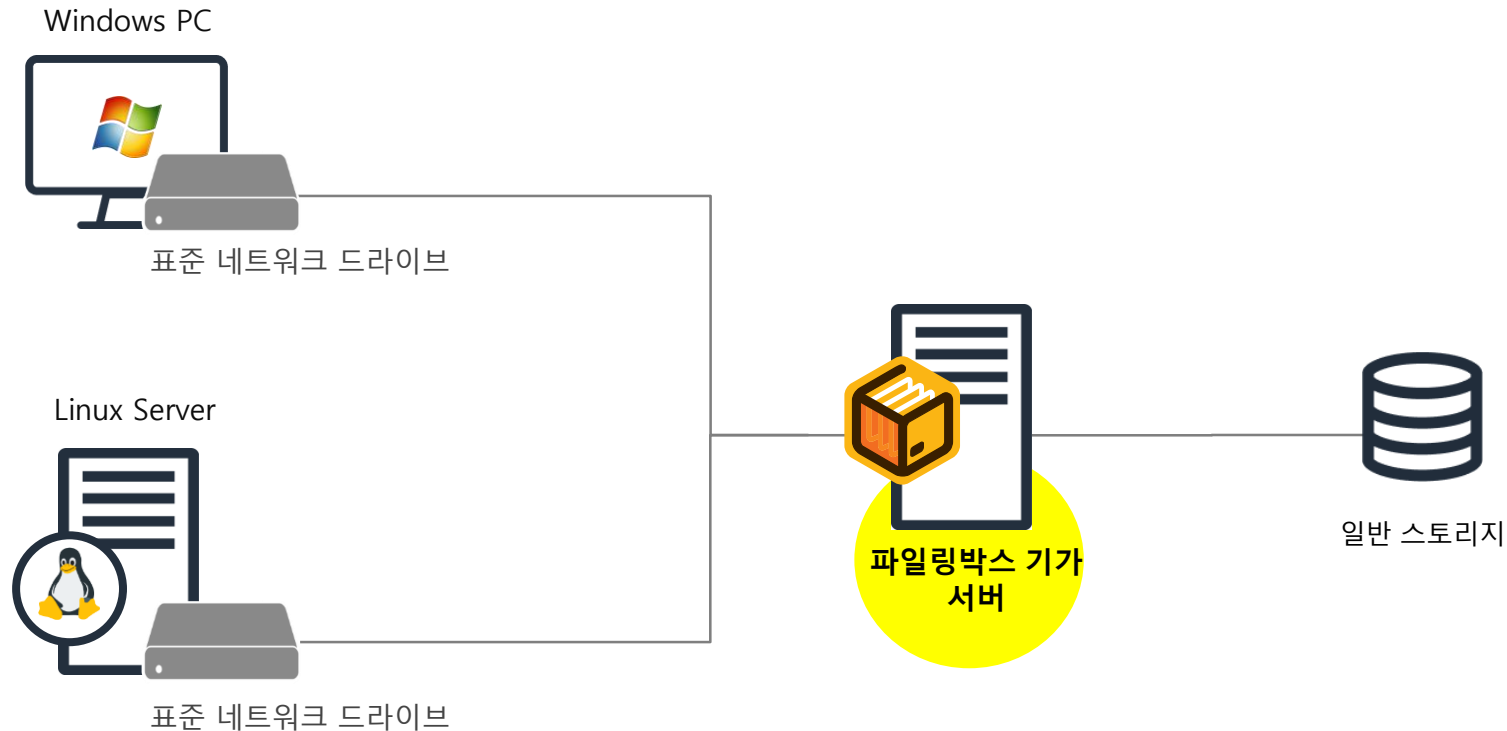 Windows PC
표준 네트워크 드라이브
Linux Server
파일링박스 기가
서버
일반 스토리지
표준 네트워크 드라이브